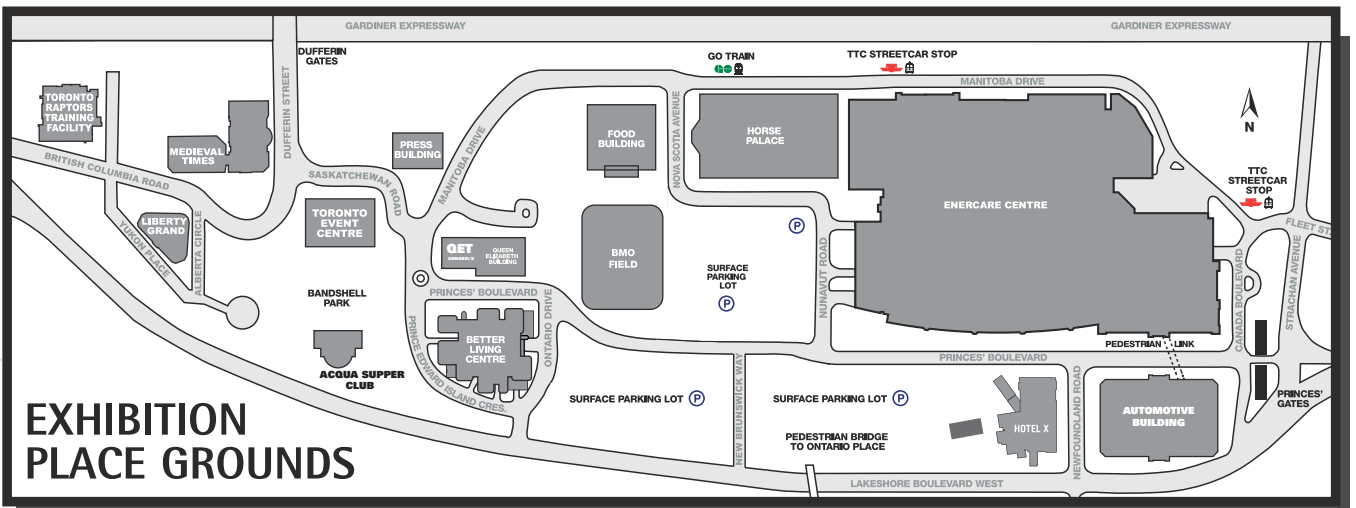 GARDINER EXPRESSWAY
GARDINER EXPRESSWAY
DUFFERIN
GATES
GO TRAIN
TTC STREETCAR STOP
MANITOBA DRIVE
TORONTO
RAPTORS
TRAINING
FACILITY
DUFFERIN STREET
MEDIEVAL
TIMES
PRESS
BUILDING
MANITOBA DRIVE
FOOD
BUILDING
NOVA SCOTIA AVENUE
HORSE
PALACE
N
BRITISH COLUMBIA ROAD
SASKATCHEWAN ROAD
TTC
STREETCAR
STOP
ENERCARE CENTRE
LIBERTY
GRAND
YUKON PLACE
ALBERTA CIRCLE
TORONTO
EVENT
CENTRE
QET
QUEEN
ELIZABETH
BUILDING
BMO
FIELD
P
FLEET ST.
SURFACE
PARKING
LOT
P
NUNAVUT ROAD
CANADA BOULEVARD
STRACHAN AVENUE
BANDSHELL
PARK
PRINCES' BOULEVARD
ONTARIO DRIVE
PRINCE EDWARD ISLAND CRES.
BETTER
LIVING
CENTRE
PEDESTRIAN LINK
PRINCES' BOULEVARD
ACQUA SUPPER
CLUB
SURFACE PARKING LOT P
NEW BRUNSWICK WAY
SURFACE PARKING LOT P
PEDESTRIAN BRIDGE
TO ONTARIO PLACE
HOTEL X
NEWFOUNDLAND ROAD
AUTOMOTIVE
BUILDING
PRINCES'
GATES
LAKESHORE BOULEVARD WEST
EXHIBITION
PLACE GROUNDS